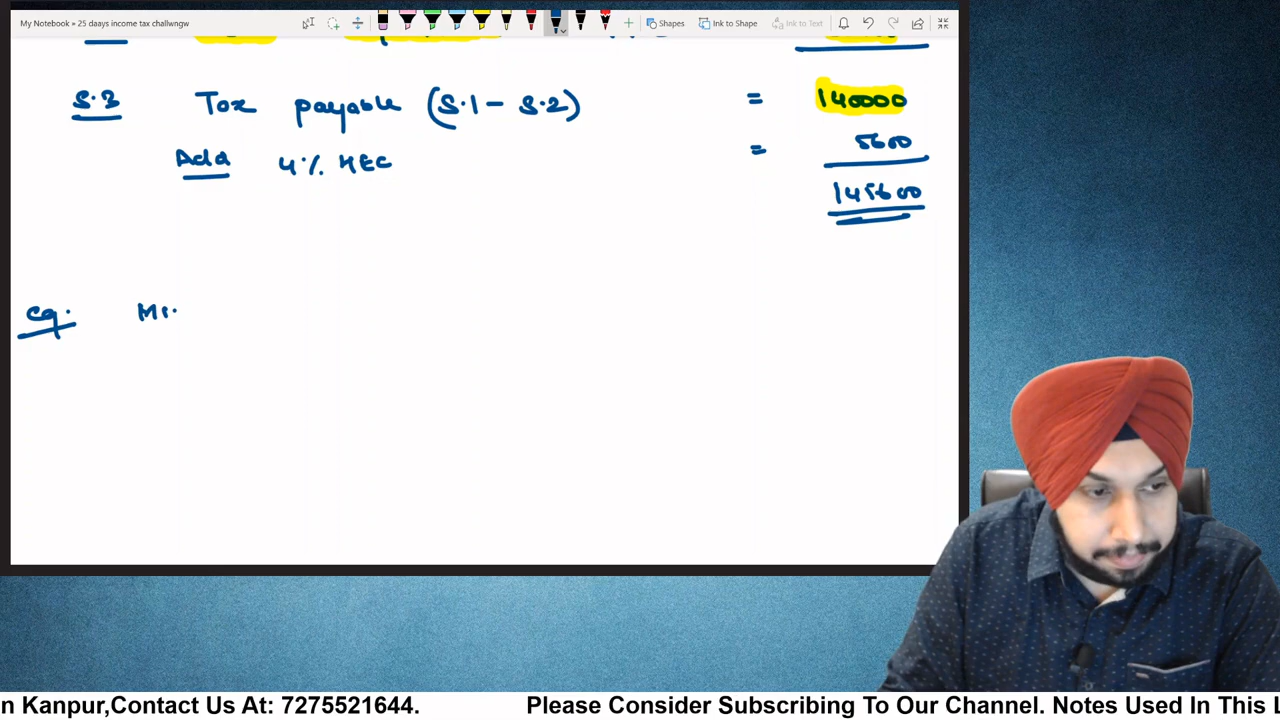 My Notebook » 25 daays income tax challwngw
Shapes
Ink to Shape
Ink to Text
S.3 Tax payable (S.1 - S.2) = 140000
Add 4% HEC = 5600
145600
eg. Mr.
n Kanpur,Contact Us At: 7275521644. Please Consider Subscribing To Our Channel. Notes Used In This L